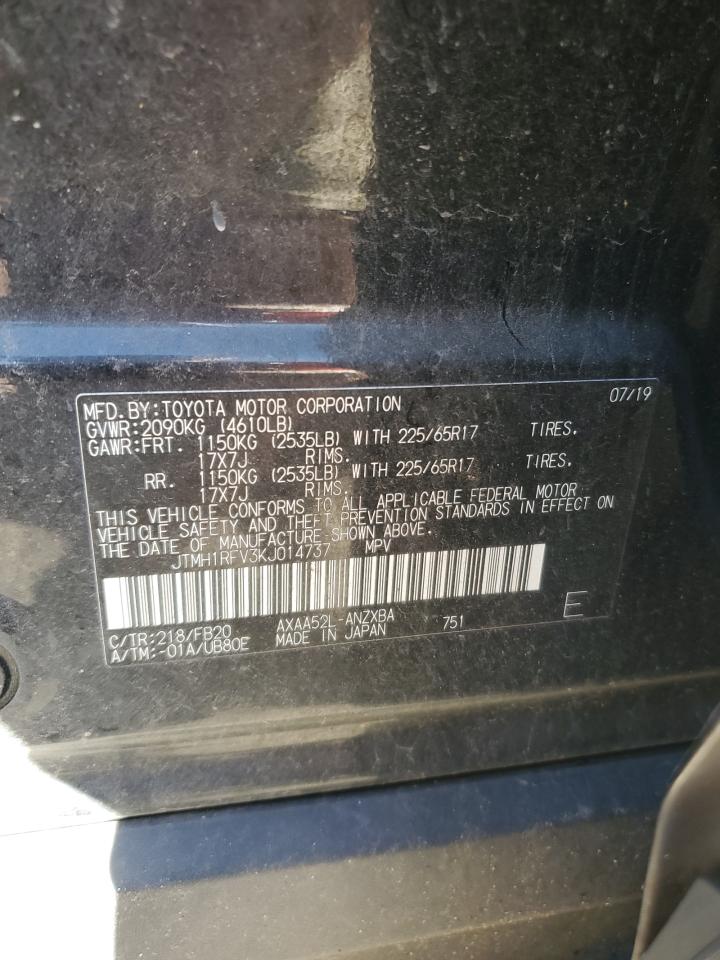 MFD.BY:TOYOTA MOTOR CORPORATION 07/19
GVWR:2090KG (4610LB)
GAWR:FRT. 1150KG (2535LB) WITH 225/65R17 TIRES.
17X7J RIMS.
RR. 1150KG (2535LB) WITH 225/65R17 TIRES.
17X7J RIMS.
THIS VEHICLE CONFORMS TO ALL APPLICABLE FEDERAL MOTOR
VEHICLE SAFETY AND THEFT PREVENTION STANDARDS IN EFFECT ON
THE DATE OF MANUFACTURE SHOWN ABOVE.
JTMH1RFV3KJ014737 MPV
C/TR:218/FB20 AXAA52L-ANZXBA 751 E
A/TM:-01A/UB80E MADE IN JAPAN